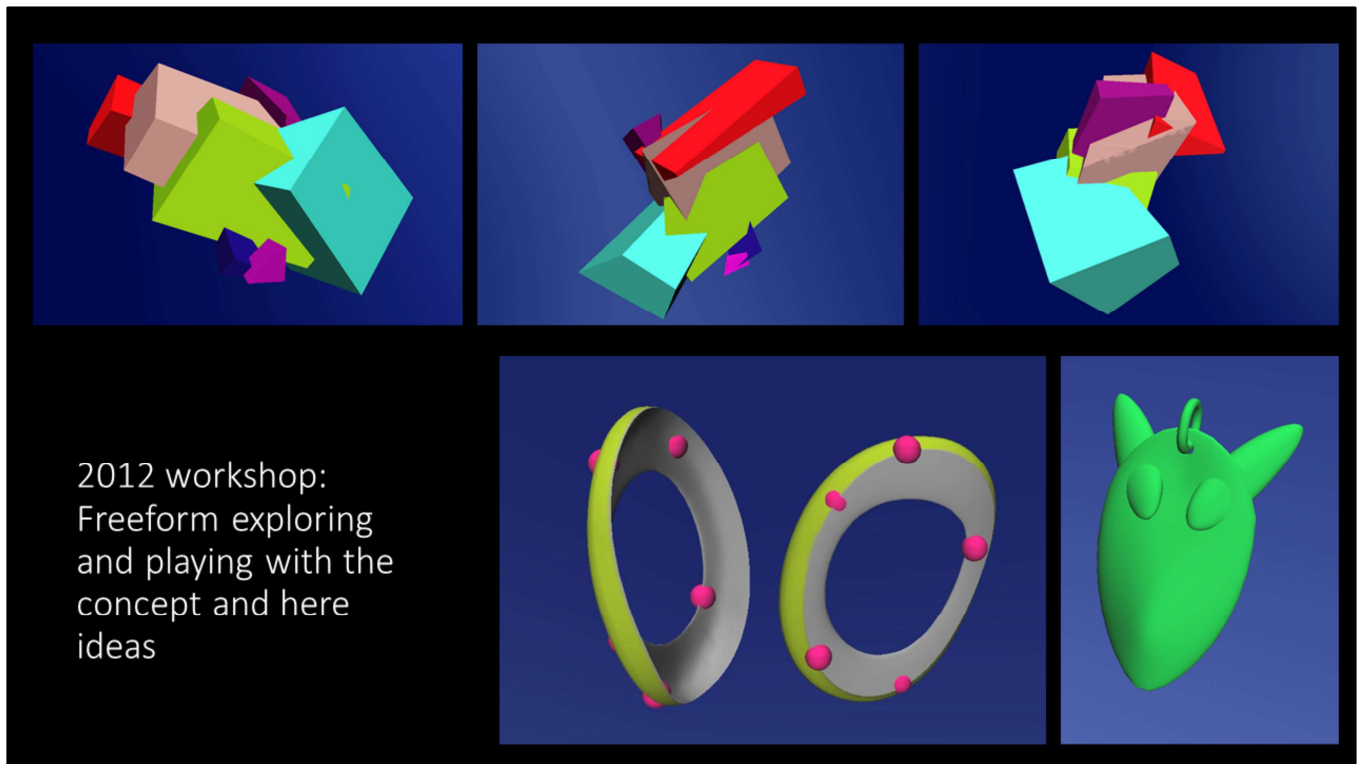 2012 workshop:
Freeform exploring
and playing with the
concept and here
ideas